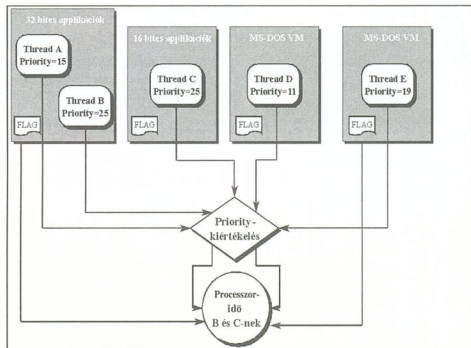 32 bites applikációk
Thread A
Priority=15
Thread B
Priority=25
FLAG
16 bites applikációk
Thread C
Priority=25
FLAG
MS-DOS VM
Thread D
Priority=11
FLAG
MS-DOS VM
Thread E
Priority=19
FLAG
Priority-
kiértékelés
Processzor-
idő
B és C-nek